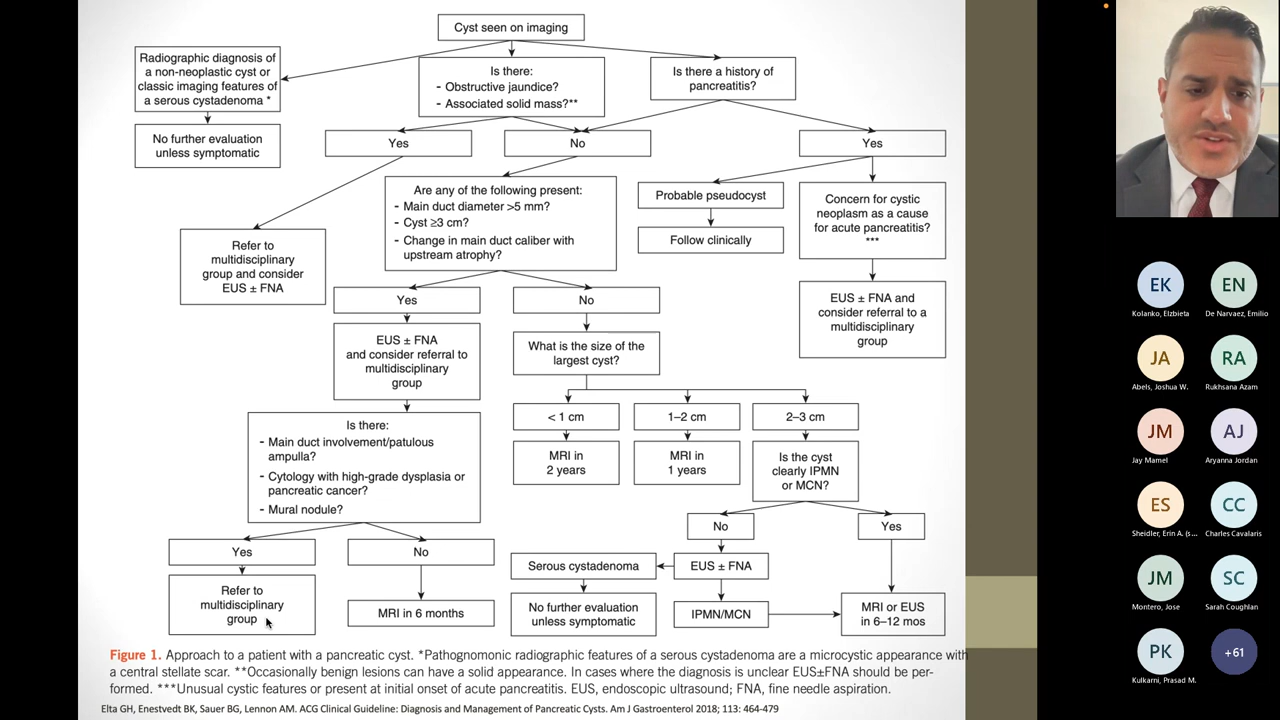 Cyst seen on imaging
Radiographic diagnosis of
a non-neoplastic cyst or
classic imaging features of
a serous cystadenoma *
Is there:
- Obstructive jaundice?
- Associated solid mass?**
Is there a history of
pancreatitis?
No further evaluation
unless symptomatic
Yes
No
Yes
Are any of the following present:
- Main duct diameter >5 mm?
- Cyst ≥3 cm?
- Change in main duct caliber with
upstream atrophy?
Probable pseudocyst
Follow clinically
Concern for cystic
neoplasm as a cause
for acute pancreatitis?
***
Refer to
multidisciplinary
group and consider
EUS ± FNA
Yes
No
EUS ± FNA and
consider referral to a
multidisciplinary
group
EUS ± FNA
and consider referral to
multidisciplinary
group
What is the size of the
largest cyst?
< 1 cm
1–2 cm
2–3 cm
MRI in
2 years
MRI in
1 years
Is the cyst
clearly IPMN
or MCN?
Is there:
- Main duct involvement/patulous
ampulla?
- Cytology with high-grade dysplasia or
pancreatic cancer?
- Mural nodule?
No
Yes
Yes
No
Serous cystadenoma
EUS ± FNA
Refer to
multidisciplinary
group
MRI in 6 months
No further evaluation
unless symptomatic
IPMN/MCN
MRI or EUS
in 6–12 mos
Figure 1. Approach to a patient with a pancreatic cyst. *Pathognomonic radiographic features of a serous cystadenoma are a microcystic appearance with
a central stellate scar. **Occasionally benign lesions can have a solid appearance. In cases where the diagnosis is unclear EUS±FNA should be per-
formed. ***Unusual cystic features or present at initial onset of acute pancreatitis. EUS, endoscopic ultrasound; FNA, fine needle aspiration.
Elta GH, Enestvedt BK, Sauer BG, Lennon AM. ACG Clinical Guideline: Diagnosis and Management of Pancreatic Cysts. Am J Gastroenterol 2018; 113: 464-479
EK
EN
Kolanko, Elzbieta
De Narvaez, Emilio
JA
RA
Abels, Joshua W.
Rukhsana Azam
JM
AJ
Jay Mamel
Aryanna Jordan
ES
CC
Sheidler, Erin A. (s...
Charles Cavalaris
JM
SC
Montero, Jose
Sarah Coughlan
PK
+61
Kulkarni, Prasad M.